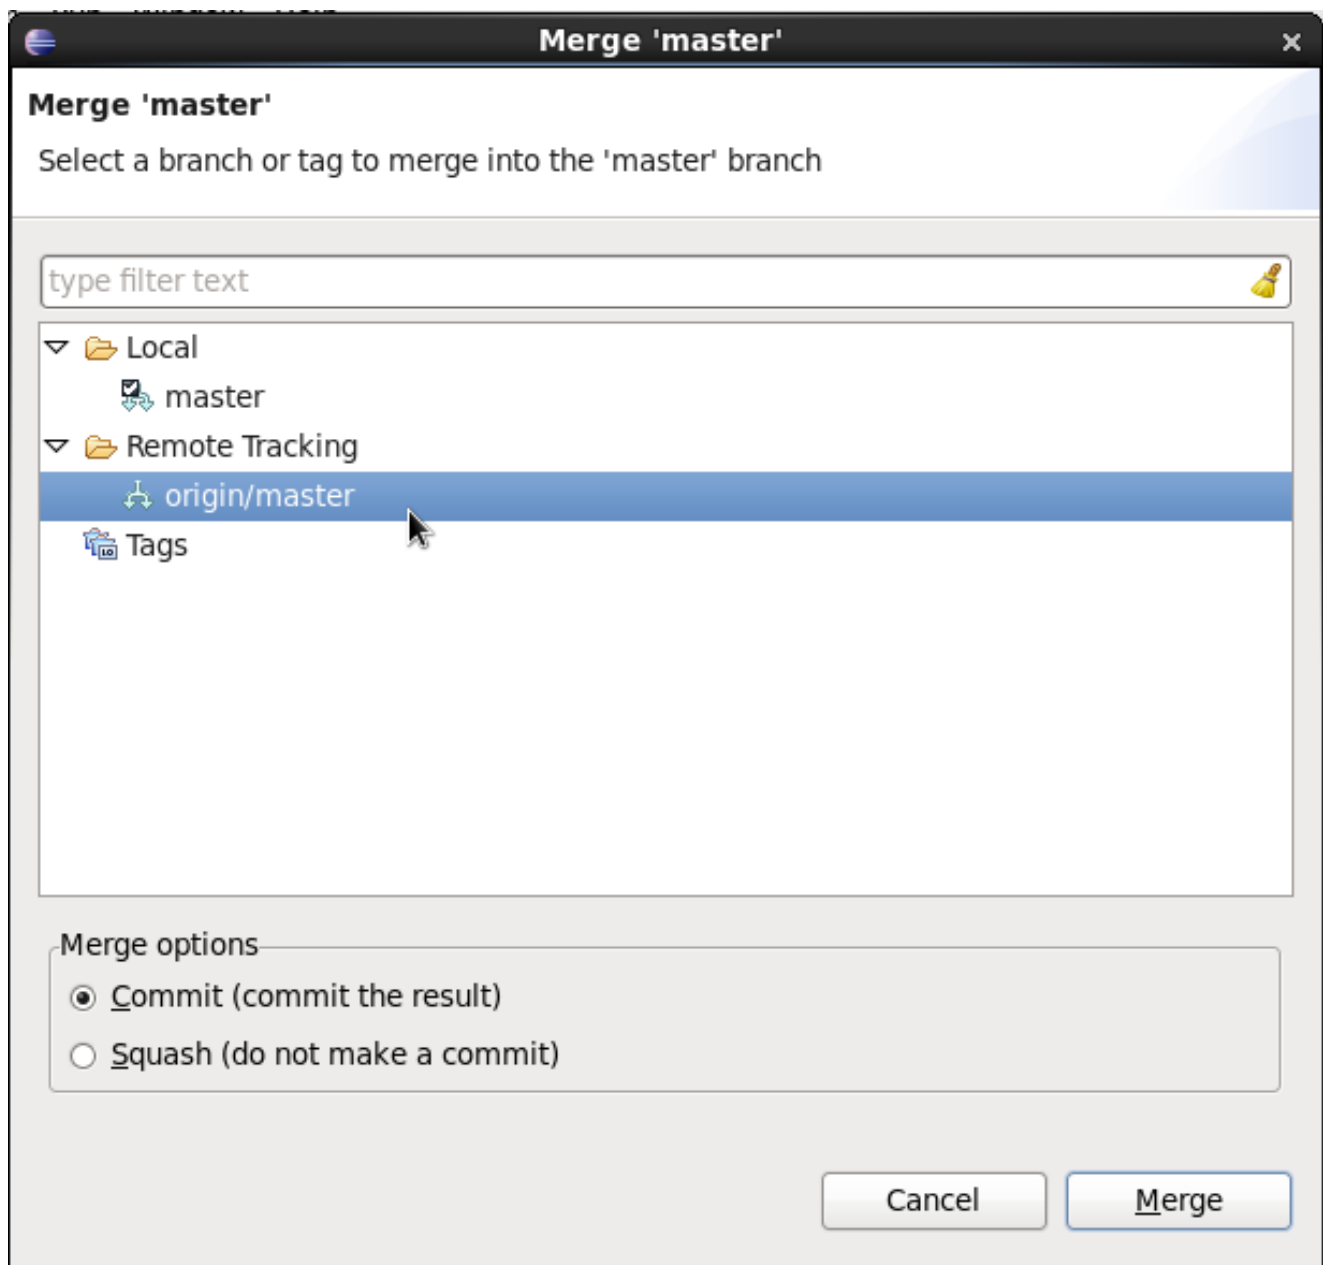 Merge 'master'
Merge 'master'
Select a branch or tag to merge into the 'master' branch
type filter text
Local
master
Remote Tracking
origin/master
Tags
Merge options
Commit (commit the result)
Squash (do not make a commit)
Cancel
Merge